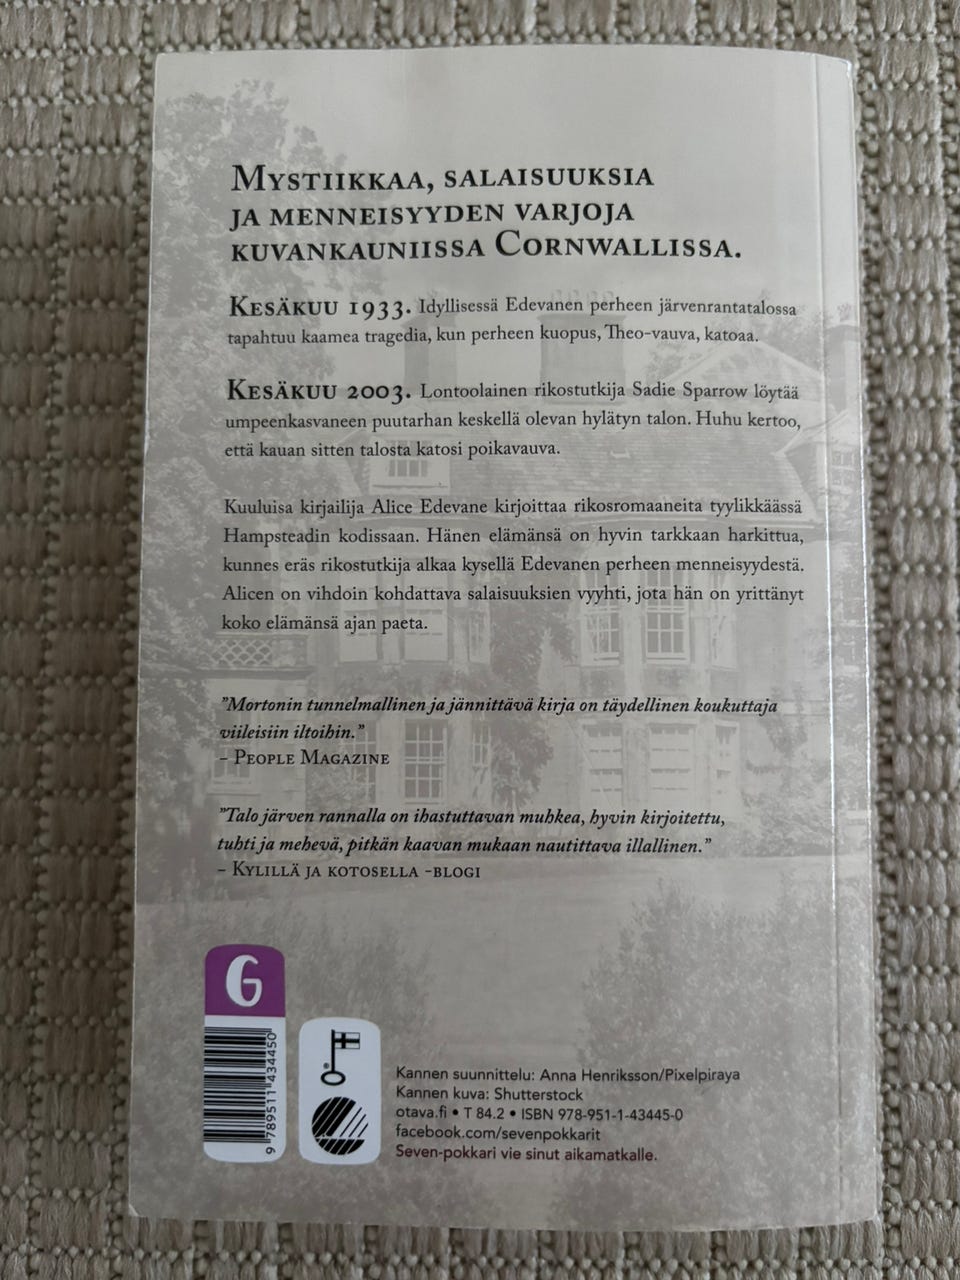 Mystiikkaa, salaisuuksia
ja menneisyyden varjoja
kuvankauniissa Cornwallissa.
Kesäkuu 1933. Idyllisessä Edevanen perheen järvenrantatalossa
tapahtuu kaamea tragedia, kun perheen kuopus, Theo-vauva, katoaa.
Kesäkuu 2003. Lontoolainen rikostutkija Sadie Sparrow löytää
umpeenkasvaneen puutarhan keskellä olevan hylätyn talon. Huhu kertoo,
että kauan sitten talosta katosi poikavauva.
Kuuluisa kirjailija Alice Edevane kirjoittaa rikosromaaneita tyylikkäässä
Hampsteadin kodissaan. Hänen elämänsä on hyvin tarkkaan harkittua,
kunnes eräs rikostutkija alkaa kysellä Edevanen perheen menneisyydestä.
Alicen on vihdoin kohdattava salaisuuksien vyyhti, jota hän on yrittänyt
koko elämänsä ajan paeta.
"Mortonin tunnelmallinen ja jännittävä kirja on täydellinen koukuttaja
viileisiin iltoihin."
– People Magazine
"Talo järven rannalla on ihastuttavan muhkea, hyvin kirjoitettu,
tuhti ja mehevä, pitkän kaavan mukaan nautittava illallinen."
– Kylillä ja kotosella -blogi
G
9 789511 434450
Kannen suunnittelu: Anna Henriksson/Pixelpiraya
Kannen kuva: Shutterstock
otava.fi • T 84.2 • ISBN 978-951-1-43445-0
facebook.com/sevenpokkarit
Seven-pokkari vie sinut aikamatkalle.